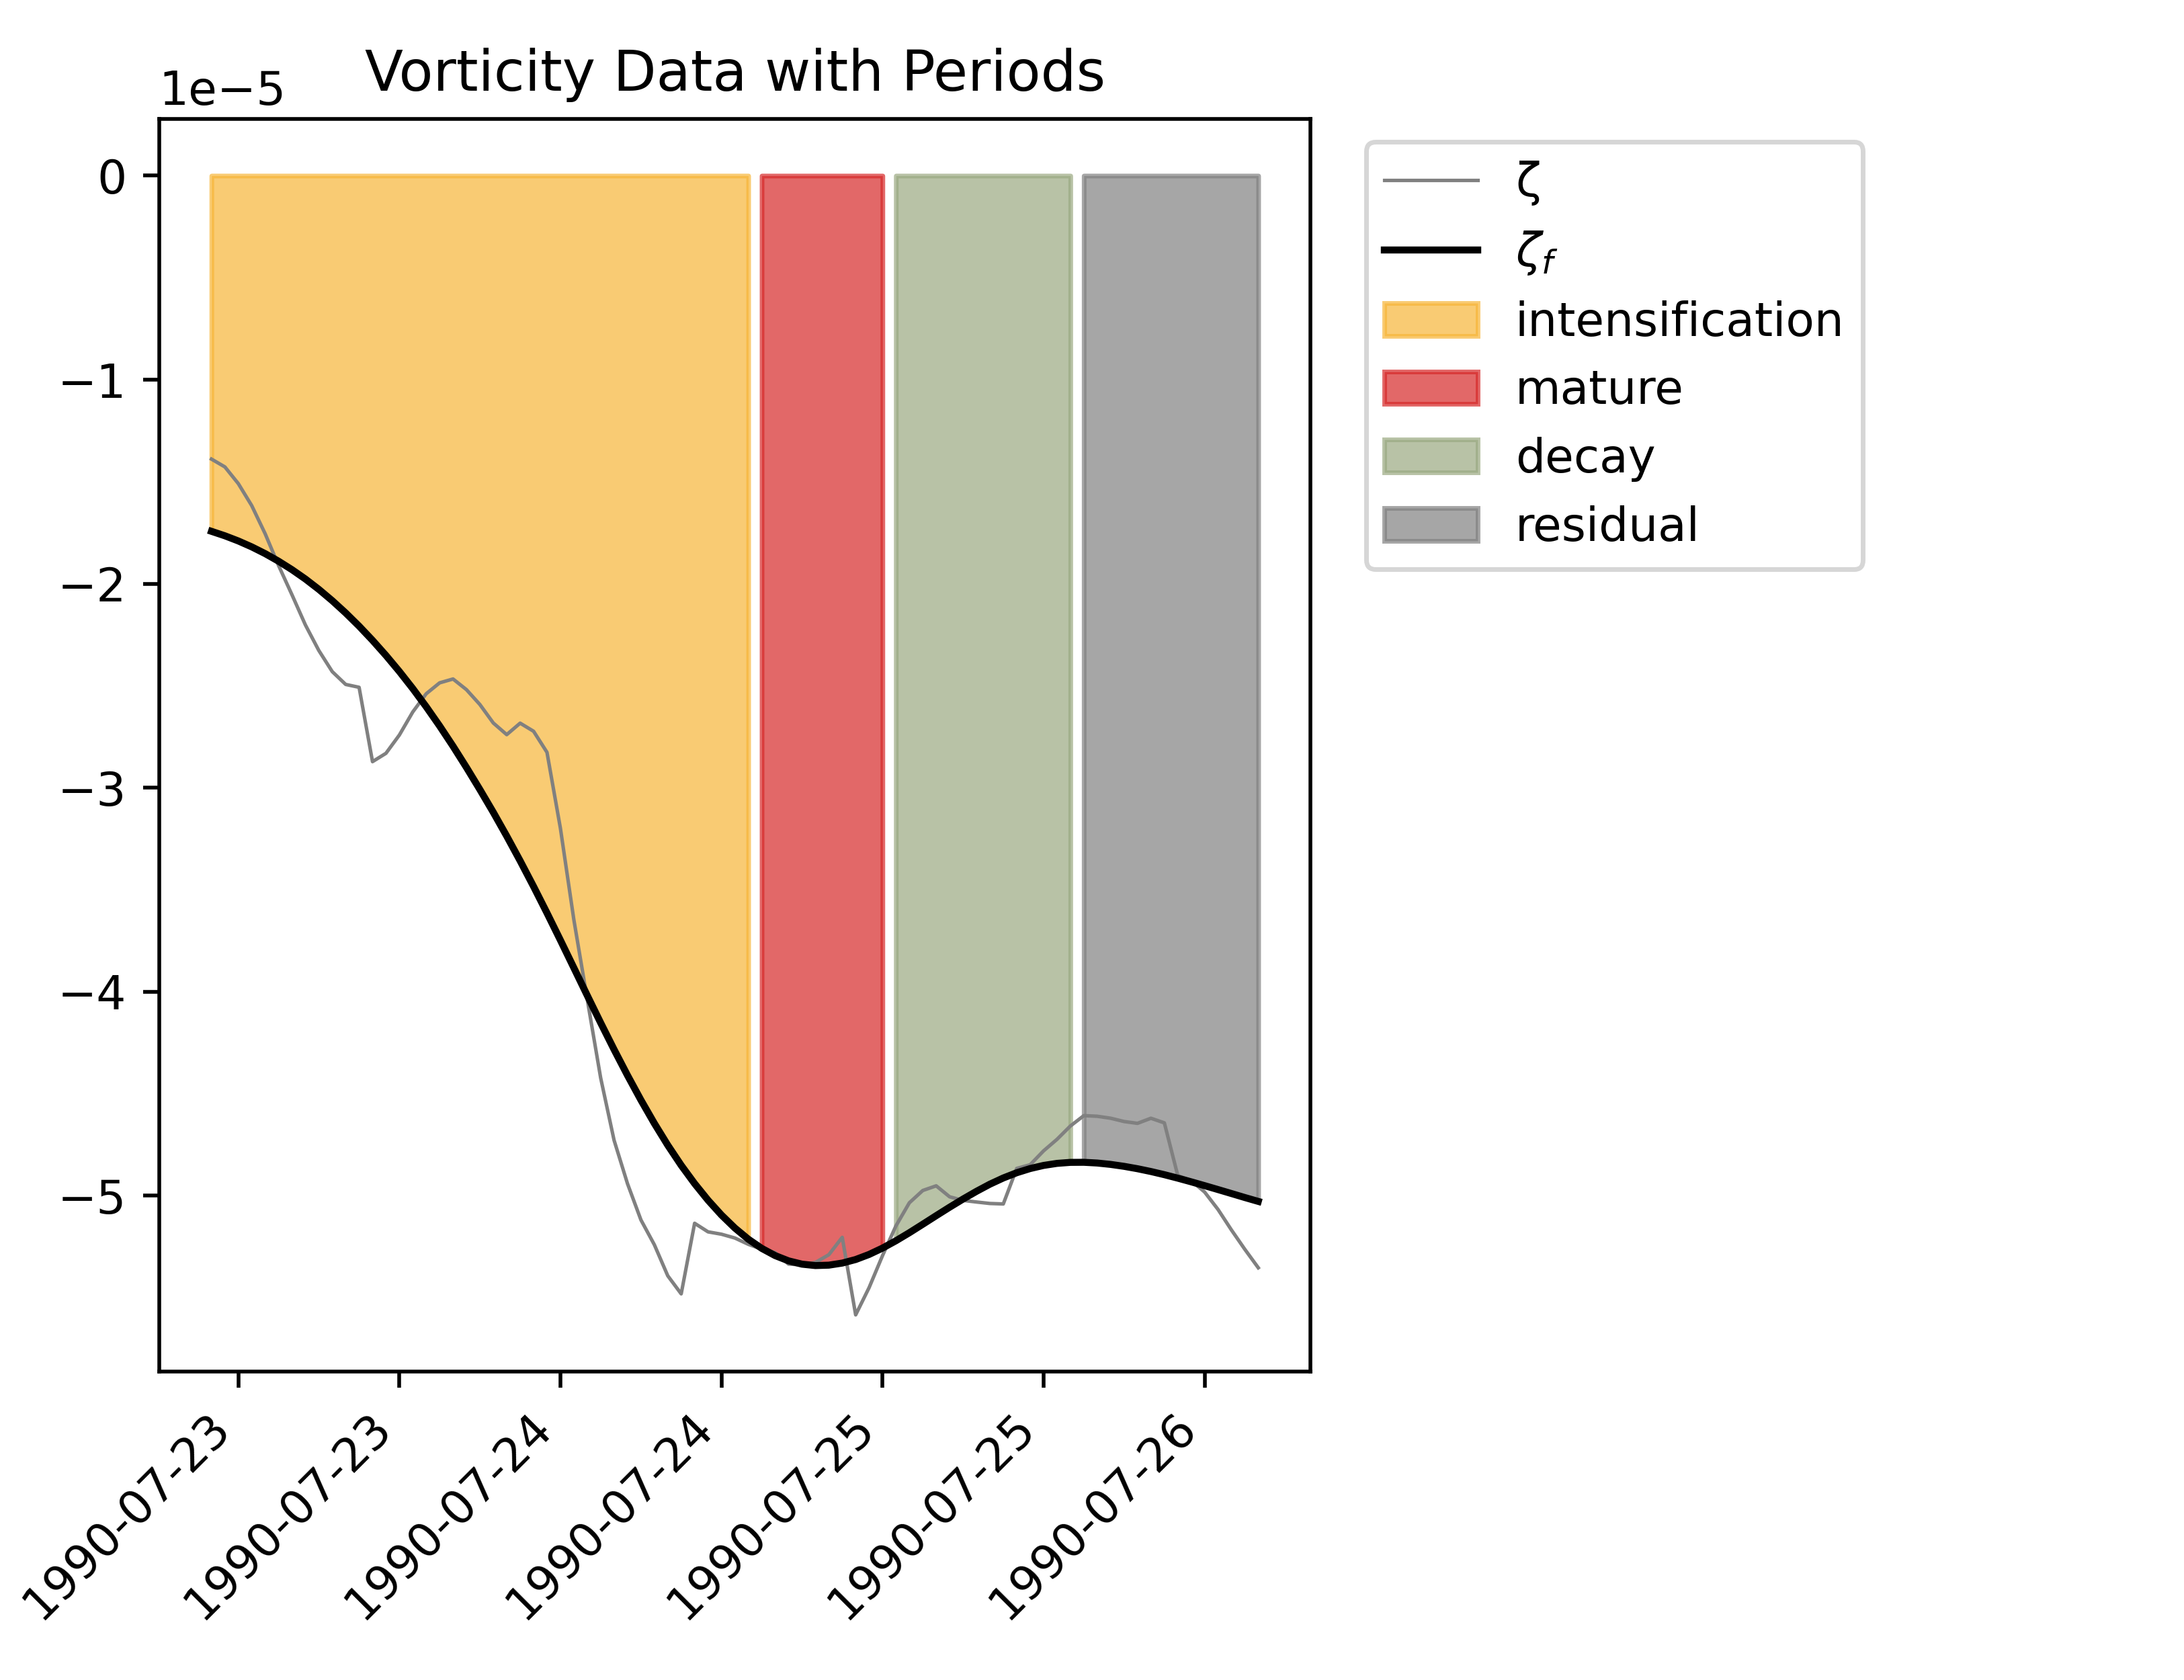 Vorticity Data with Periods
1e−5
0
−1
−2
−3
−4
−5
1990-07-23
1990-07-23
1990-07-24
1990-07-24
1990-07-25
1990-07-25
1990-07-26
ζ
ζf
intensification
mature
decay
residual